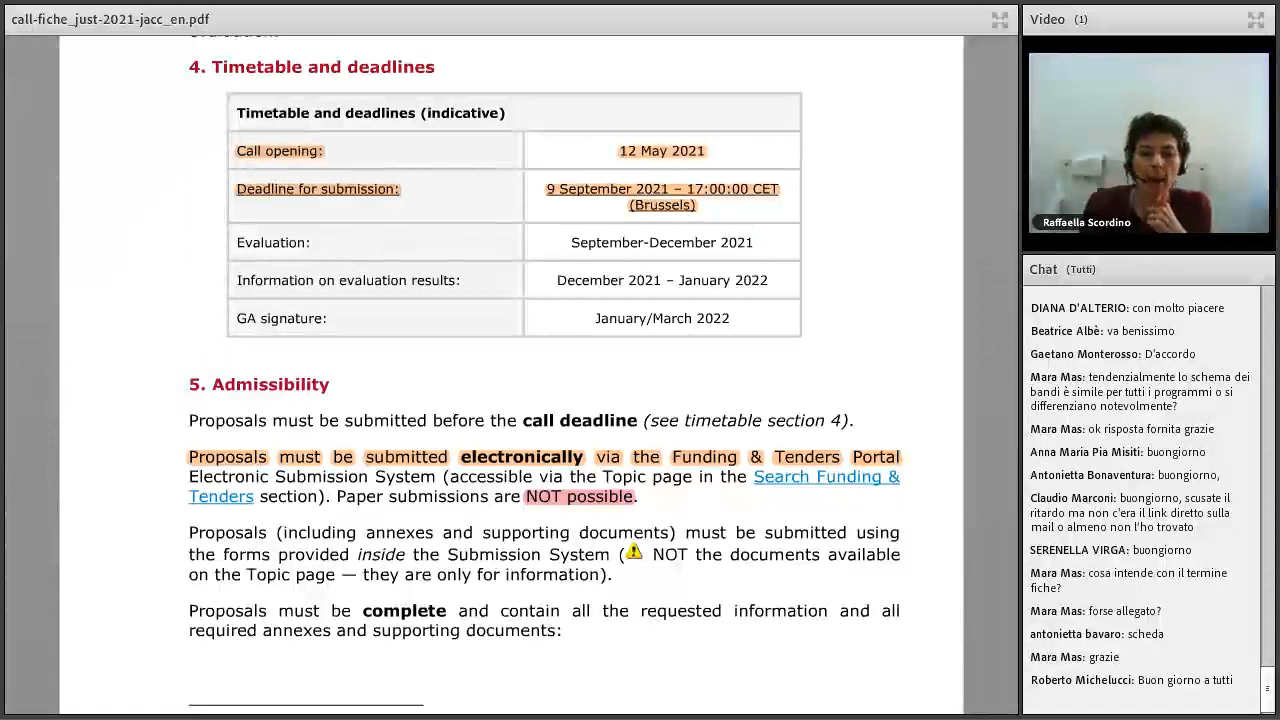 call-fiche_just-2021-jacc_en.pdf
4. Timetable and deadlines
Timetable and deadlines (indicative)
Call opening:
12 May 2021
Deadline for submission:
9 September 2021 – 17:00:00 CET
(Brussels)
Evaluation:
September-December 2021
Information on evaluation results:
December 2021 – January 2022
GA signature:
January/March 2022
5. Admissibility
Proposals must be submitted before the call deadline (see timetable section 4).
Proposals must be submitted electronically via the Funding & Tenders Portal
Electronic Submission System (accessible via the Topic page in the Search Funding &
Tenders section). Paper submissions are NOT possible.
Proposals (including annexes and supporting documents) must be submitted using
the forms provided inside the Submission System (⚠ NOT the documents available
on the Topic page — they are only for information).
Proposals must be complete and contain all the requested information and all
required annexes and supporting documents:
Video (1)
Raffaella Scordino
Chat (Tutti)
DIANA D'ALTERIO: con molto piacere
Beatrice Albè: va benissimo
Gaetano Monterosso: D'accordo
Mara Mas: tendenzialmente lo schema dei
bandi è simile per tutti i programmi o si
differenziano notevolmente?
Mara Mas: ok risposta fornita grazie
Anna Maria Pia Misiti: buongiorno
Antonietta Bonaventura: buongiorno,
Claudio Marconi: buongiorno, scusate il
ritardo ma non c'era il link diretto sulla
mail o almeno non l'ho trovato
SERENELLA VIRGA: buongiorno
Mara Mas: cosa intende con il termine
fiche?
Mara Mas: forse allegato?
antonietta bavaro: scheda
Mara Mas: grazie
Roberto Michelucci: Buon giorno a tutti